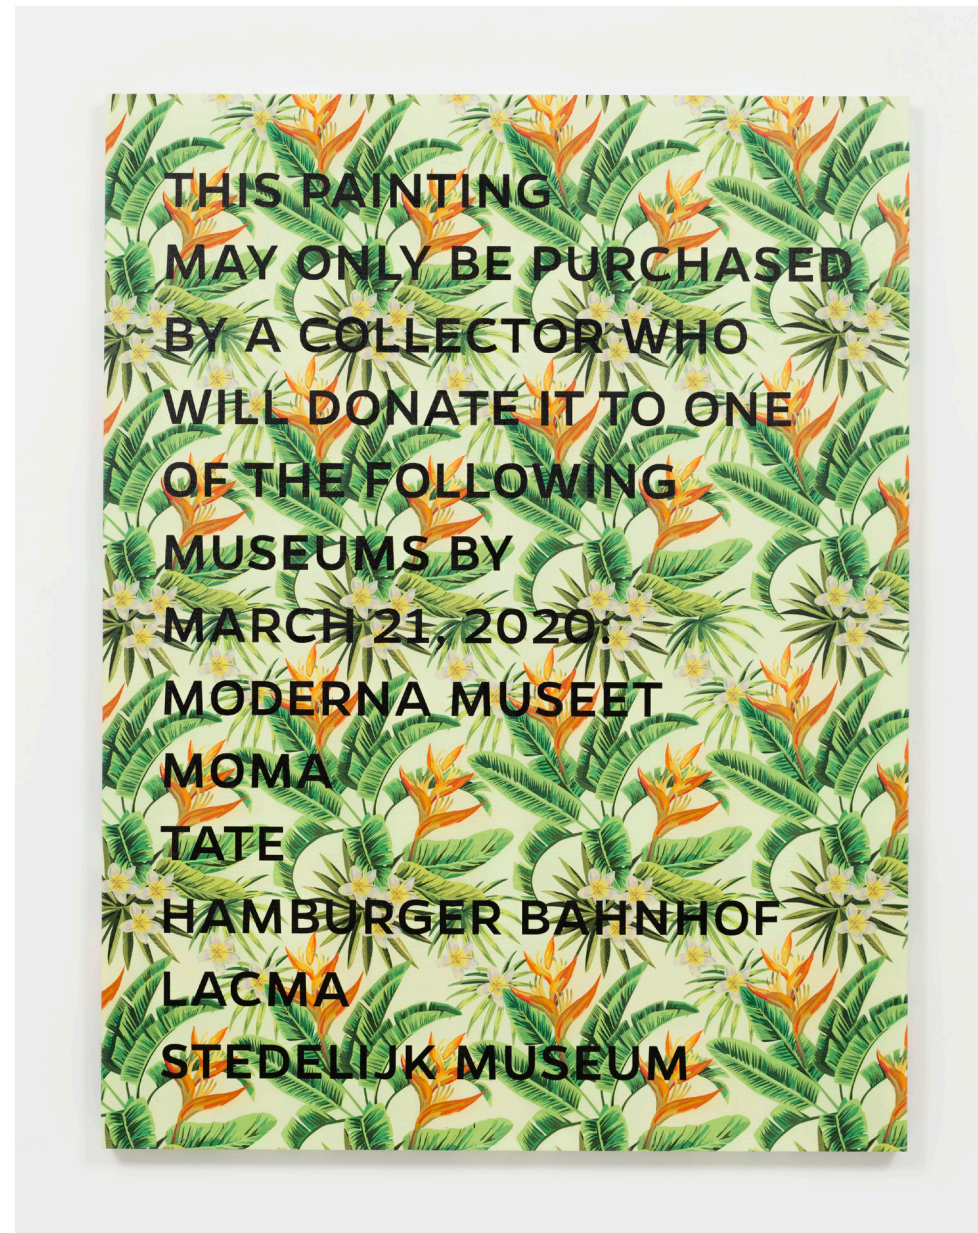 THIS PAINTING
MAY ONLY BE PURCHASED
BY A COLLECTOR WHO
WILL DONATE IT TO ONE
OF THE FOLLOWING
MUSEUMS BY
MARCH 21, 2020:
MODERNA MUSEET
MOMA
TATE
HAMBURGER BAHNHOF
LACMA
STEDELIJK MUSEUM